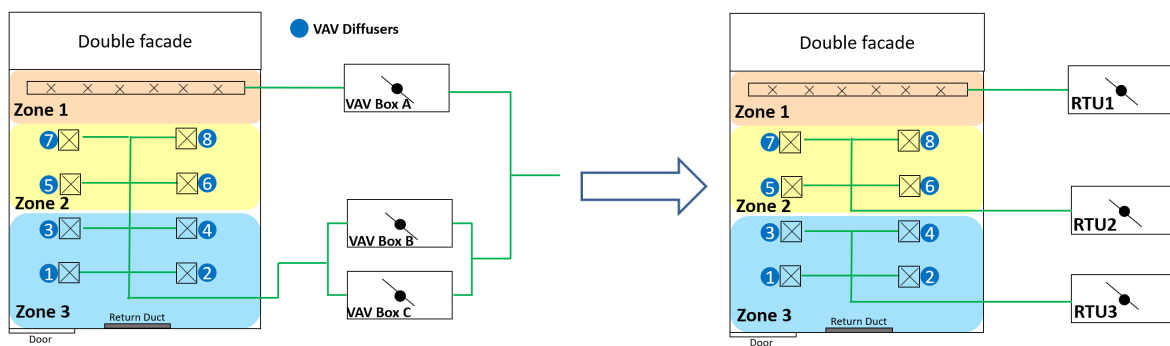 Double facade
VAV Diffusers
VAV Box A
Zone 1
7
8
5
6
Zone 2
3
4
VAV Box B
1
2
VAV Box C
Zone 3
Return Duct
Door
Double facade
RTU1
Zone 1
7
8
5
6
Zone 2
RTU2
3
4
1
2
RTU3
Zone 3
Return Duct
Door